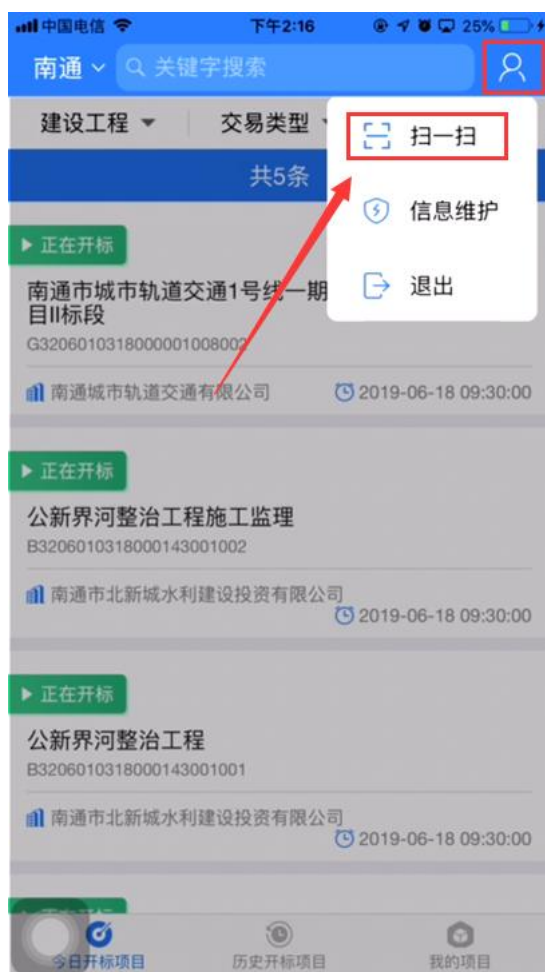 中国电信 下午2:16 25%
南通 关键字搜索
建设工程 交易类型
扫一扫
共5条
信息维护
正在开标
退出
南通市城市轨道交通1号线一期
目II标段
G3206010318000001008002
南通城市轨道交通有限公司 2019-06-18 09:30:00
正在开标
公新界河整治工程施工监理
B3206010318000143001002
南通市北新城水利建设投资有限公司
2019-06-18 09:30:00
正在开标
公新界河整治工程
B3206010318000143001001
南通市北新城水利建设投资有限公司
2019-06-18 09:30:00
今日开标项目 历史开标项目 我的项目